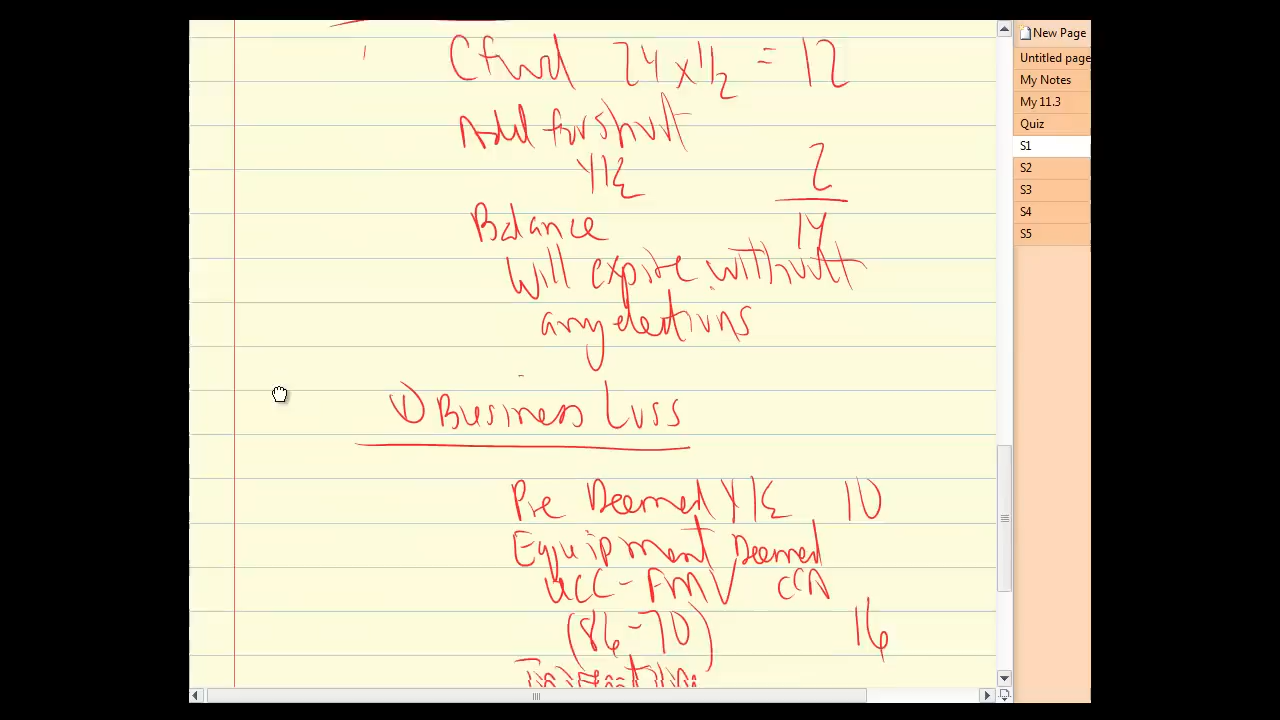 Cfwd 24 x 1/2 = 12
Add for short
Y/E 2
Balance 14
will expire without
any elections
1) Business Loss
Pre Deemed Y/E 10
Equipment Deemed
UCC - FMV CCA
(86 - 70) 16
New Page
Untitled page
My Notes
My 11.3
Quiz
S1
S2
S3
S4
S5